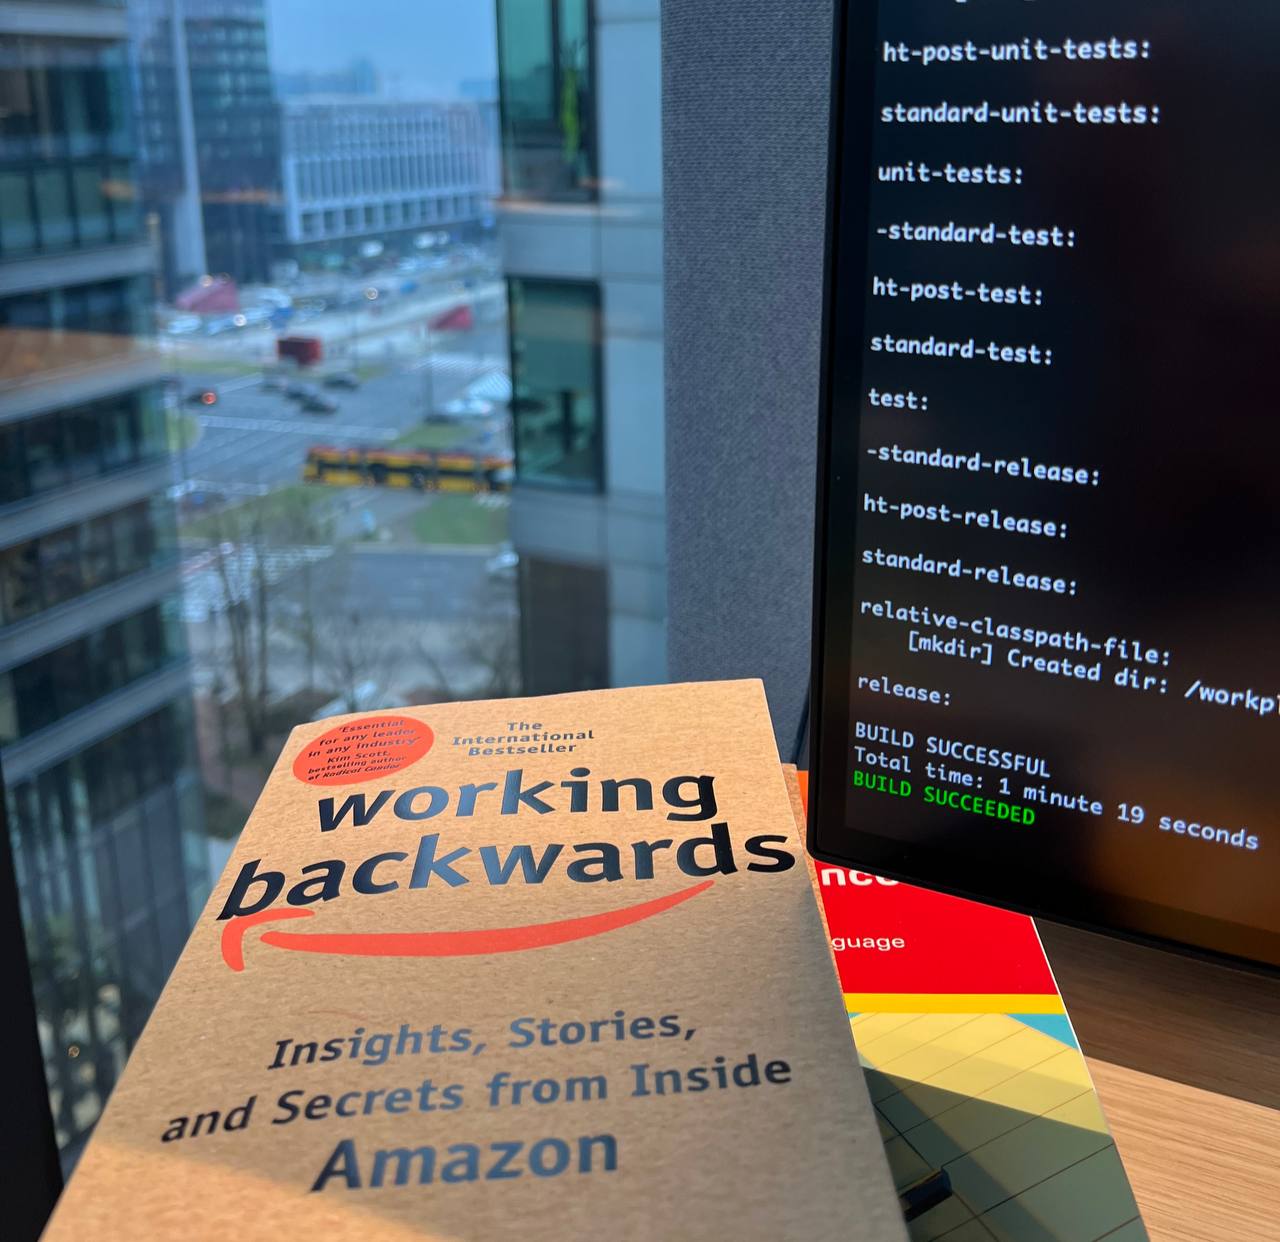 'Essential
for any leader
in any industry'
Kim Scott,
bestselling author
of Radical Candor
The
International
Bestseller
working
backwards
Insights, Stories,
and Secrets from Inside
Amazon
guage
ht-post-unit-tests:
standard-unit-tests:
unit-tests:
-standard-test:
ht-post-test:
standard-test:
test:
-standard-release:
ht-post-release:
standard-release:
relative-classpath-file:
[mkdir] Created dir: /workpl
release:
BUILD SUCCESSFUL
Total time: 1 minute 19 seconds
BUILD SUCCEEDED